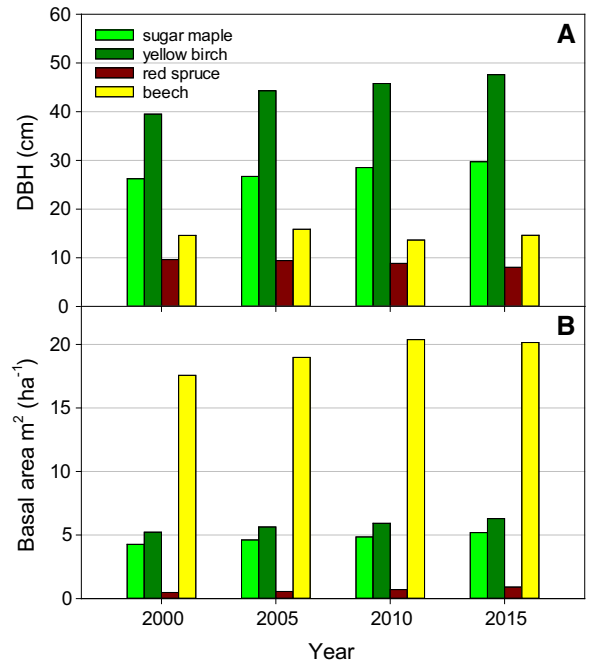 60
50
40
30
20
10
0
DBH (cm)
sugar maple
yellow birch
red spruce
beech
A
20
15
10
5
0
Basal area m² (ha⁻¹)
B
2000 2005 2010 2015
Year